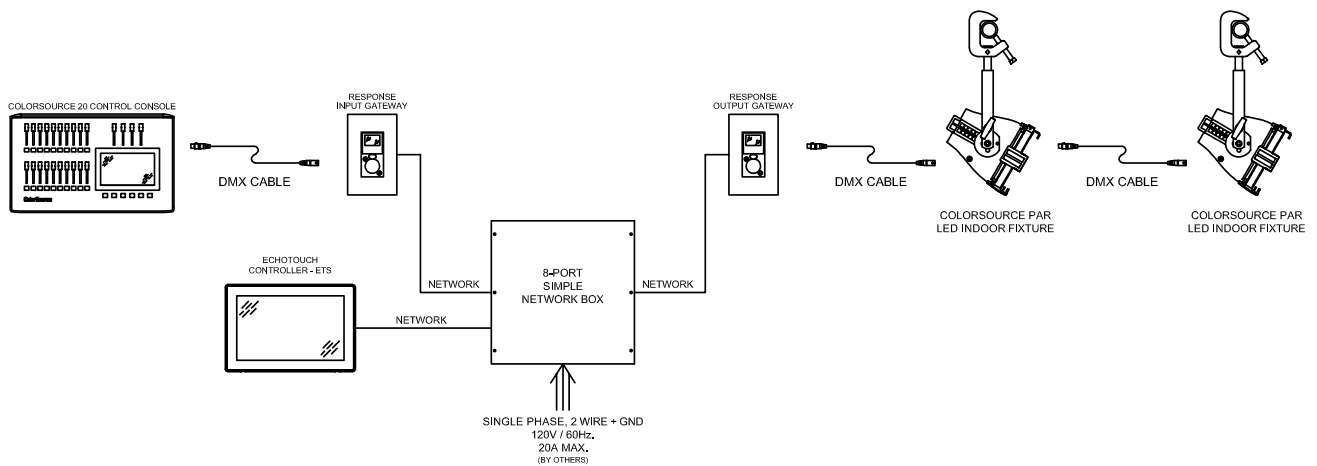 COLORSOURCE 20 CONTROL CONSOLE
DMX CABLE
RESPONSE
INPUT GATEWAY
ECHOTOUCH
CONTROLLER - ETS
NETWORK
NETWORK
8-PORT
SIMPLE
NETWORK BOX
SINGLE PHASE, 2 WIRE + GND
120V / 60Hz.
20A MAX.
(BY OTHERS)
NETWORK
RESPONSE
OUTPUT GATEWAY
DMX CABLE
COLORSOURCE PAR
LED INDOOR FIXTURE
DMX CABLE
COLORSOURCE PAR
LED INDOOR FIXTURE